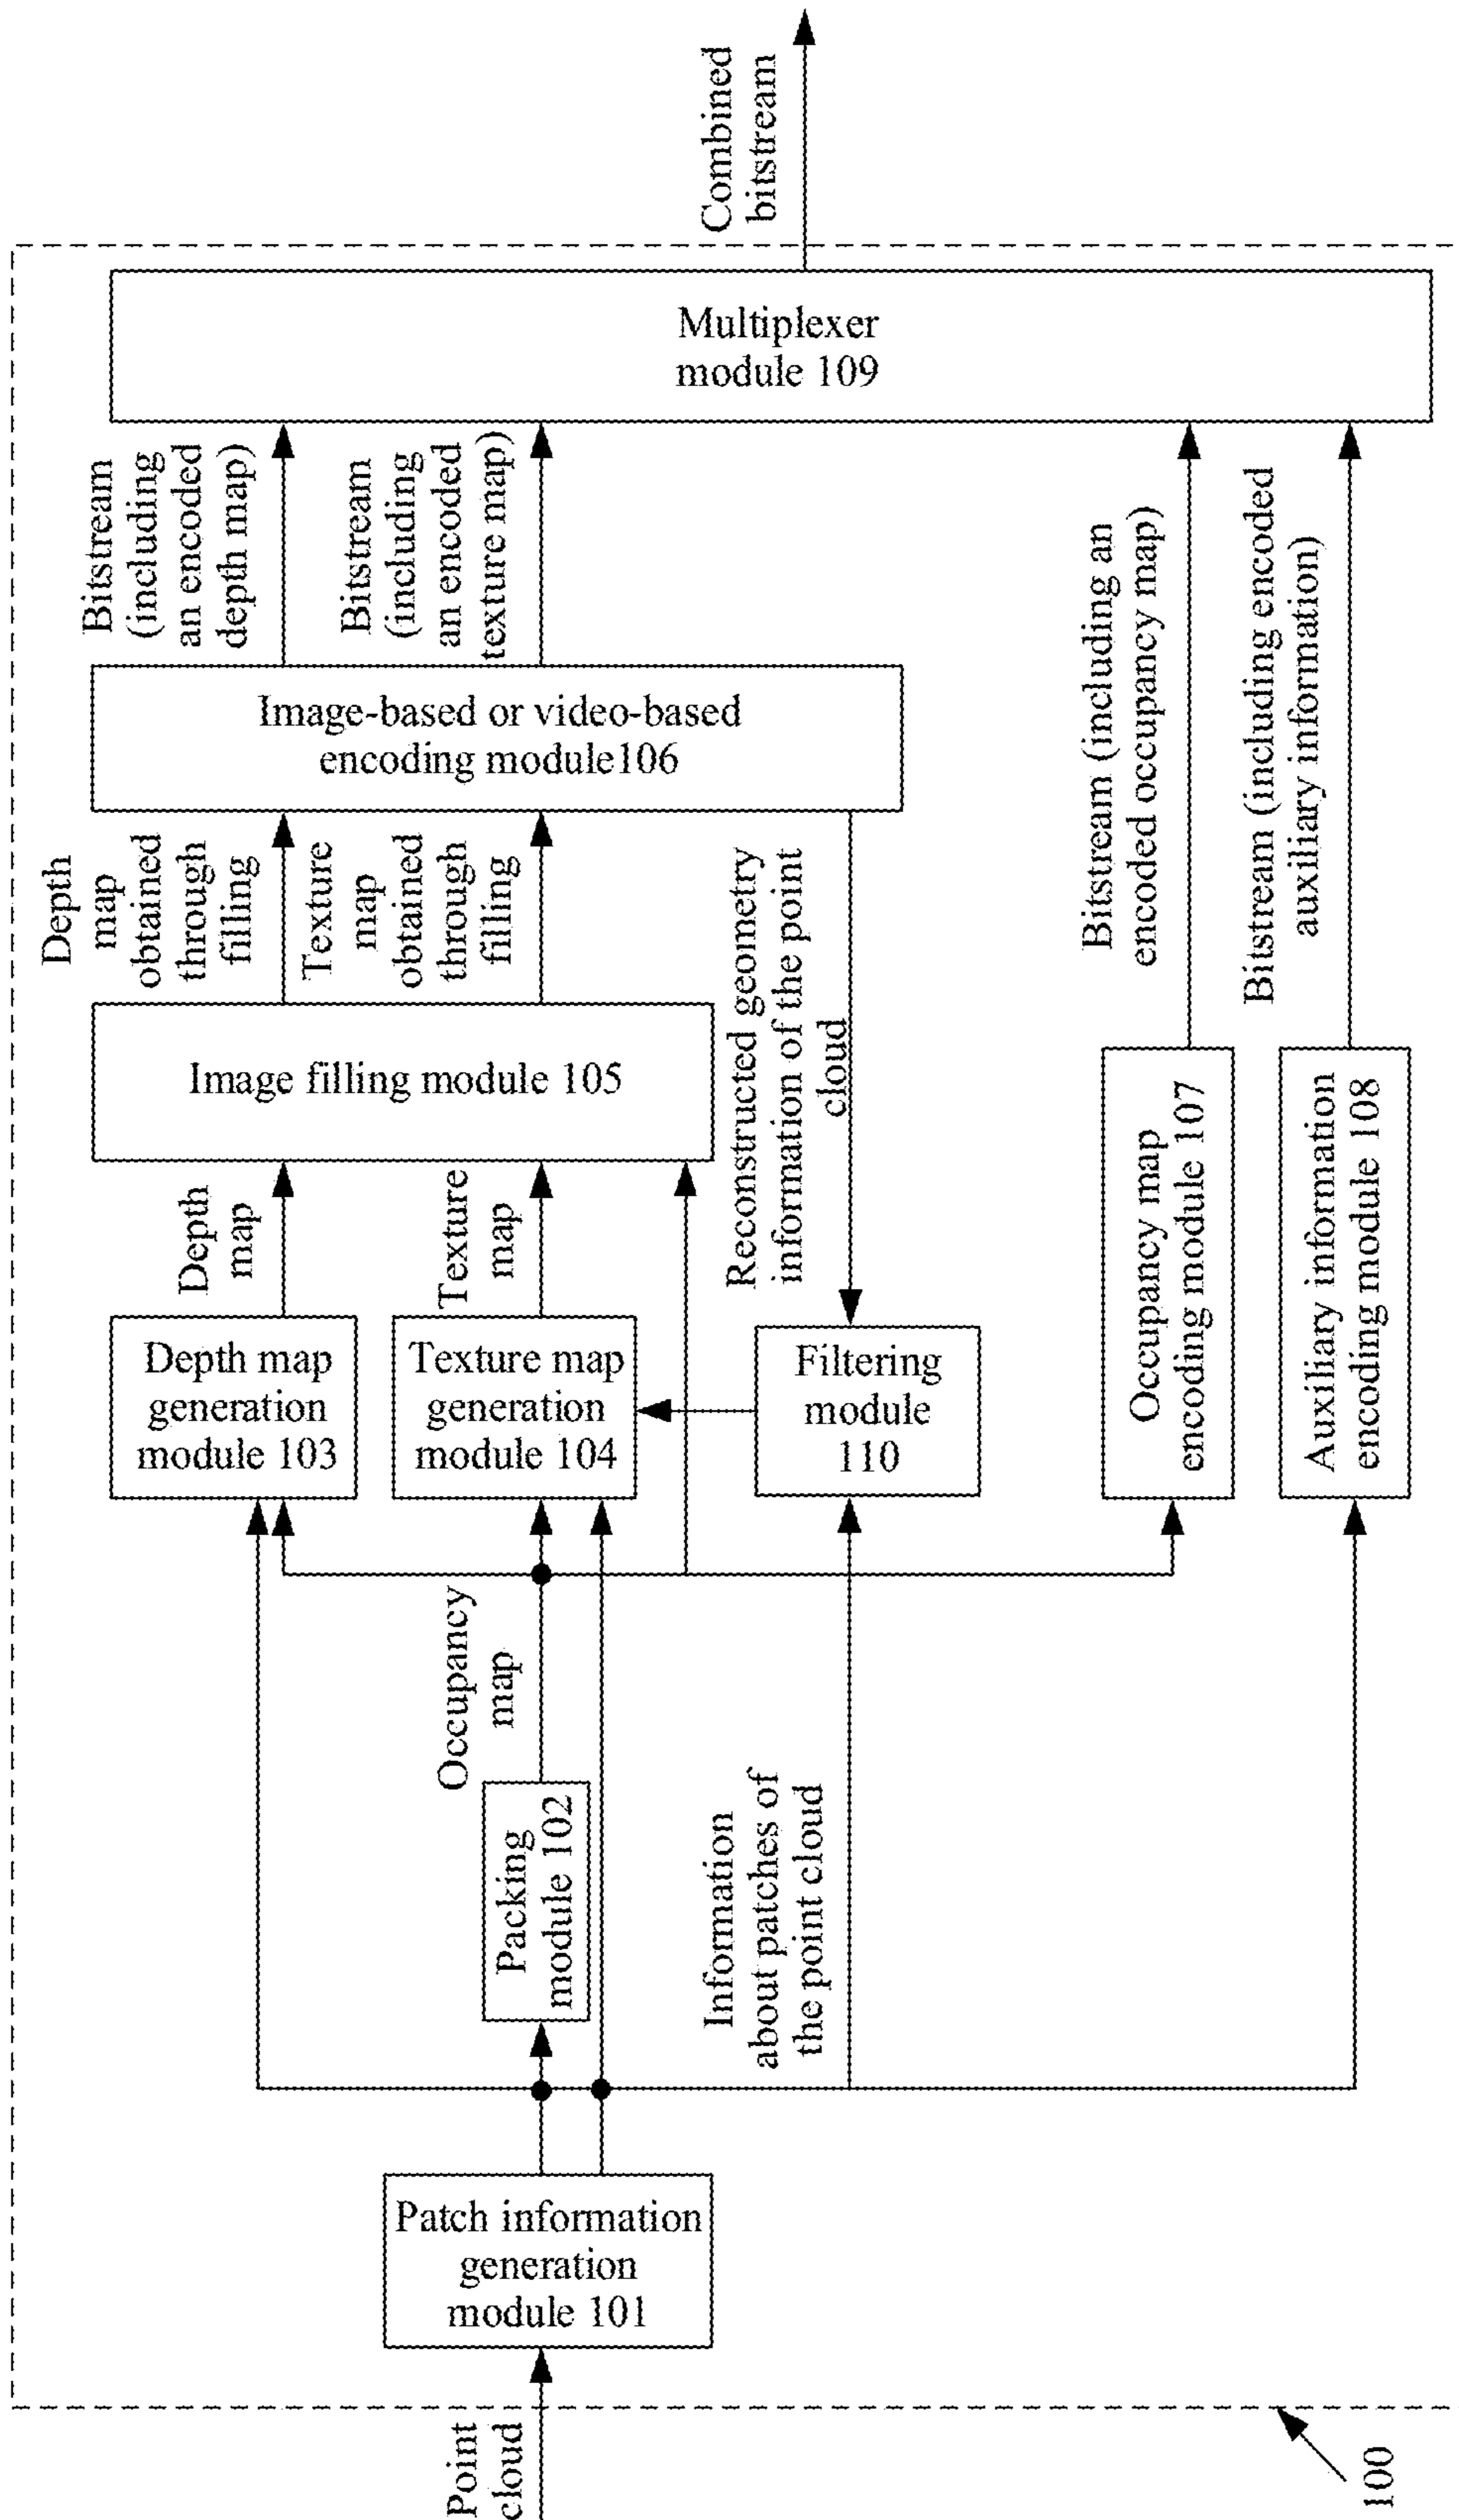 Combined
bitstream
Multiplexer
module 109
Bitstream
(including
an encoded
depth map)
Bitstream
(including
an encoded
texture map)
Bitstream (including an
encoded occupancy map)
Bitstream (including encoded
auxiliary information)
Image-based or video-based
encoding module106
Depth
map
obtained
through
filling
Texture
map
obtained
through
filling
Reconstructed geometry
information of the point
cloud
Image filling module 105
Depth
map
Texture
map
Depth map
generation
module 103
Texture map
generation
module 104
Filtering
module
110
Occupancy map
encoding module 107
Auxiliary information
encoding module 108
Occupancy
map
Packing
module 102
Information
about patches of
the point cloud
Patch information
generation
module 101
Point
cloud
100